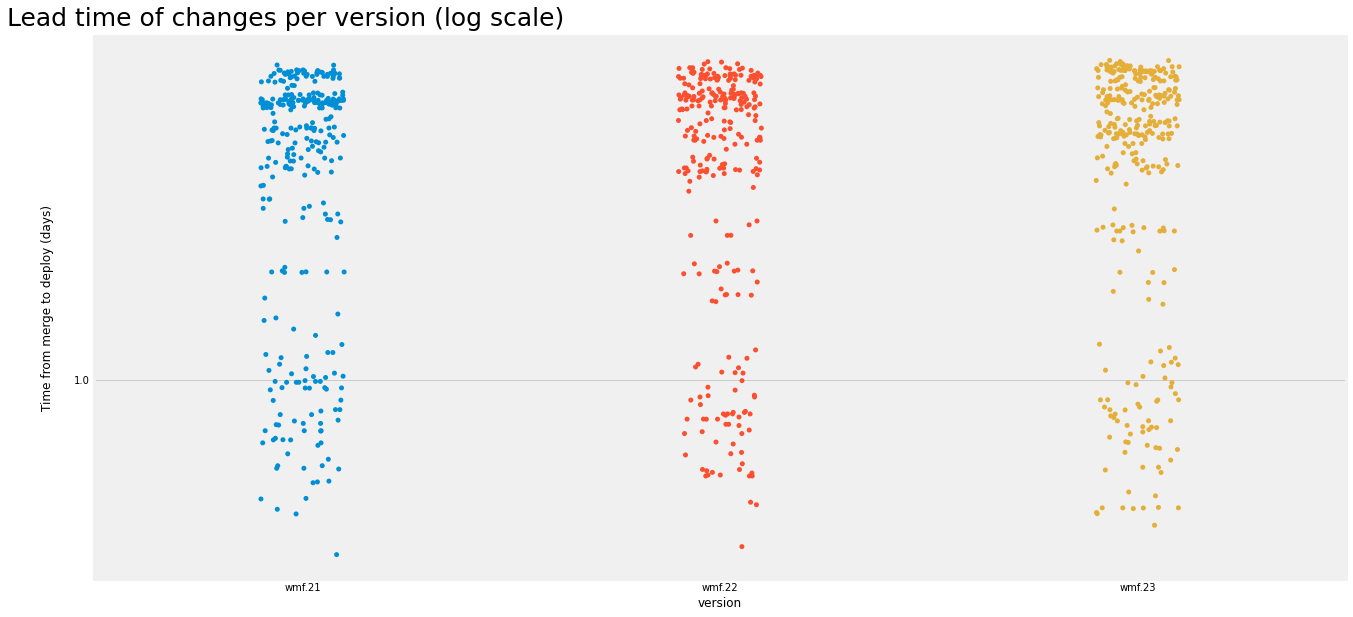 Lead time of changes per version (log scale)
Time from merge to deploy (days)
1.0
wmf.21
wmf.22
wmf.23
version